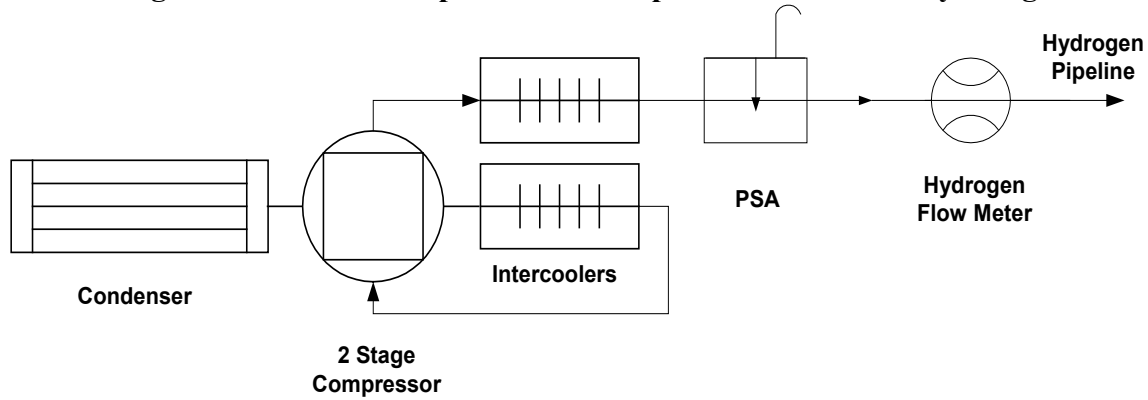 Hydrogen
Pipeline
PSA
Hydrogen
Flow Meter
Intercoolers
Condenser
2 Stage
Compressor